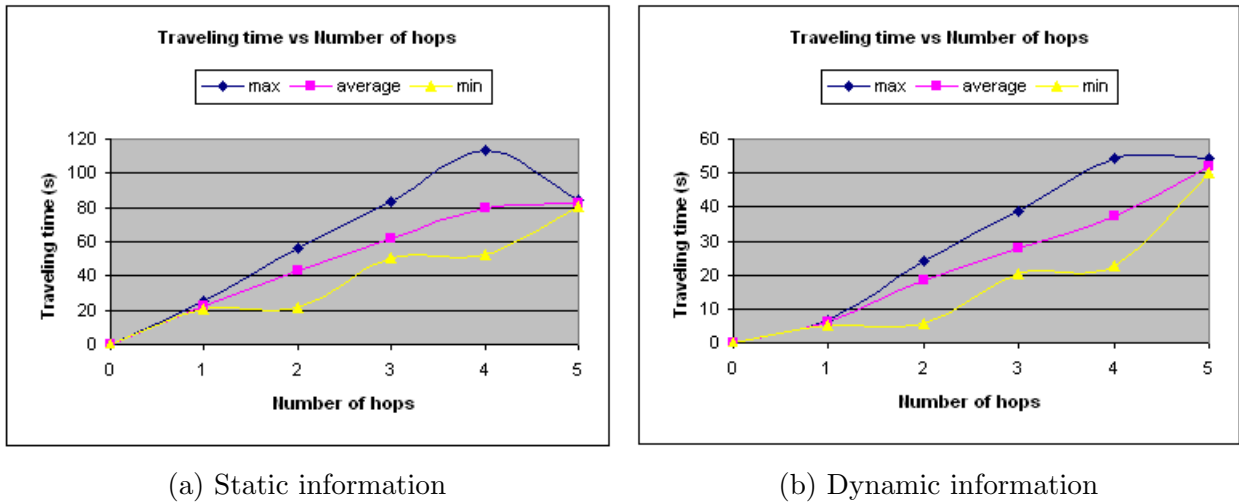 Traveling time vs Number of hops
max average min
Traveling time (s)
120
100
80
60
40
20
0
0 1 2 3 4 5
Number of hops
(a) Static information
Traveling time vs Number of hops
max average min
Traveling time (s)
60
50
40
30
20
10
0
0 1 2 3 4 5
Number of hops
(b) Dynamic information